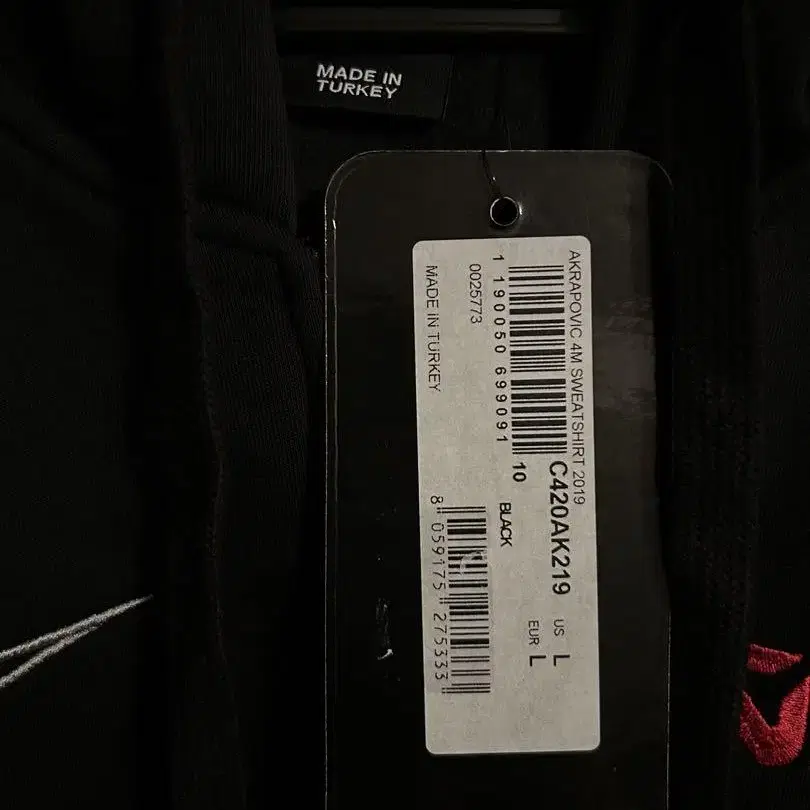 MADE IN
TURKEY
AKRAPOVIC 4M SWEATSHIRT 2019
1 190050 699091
0025773
MADE IN TURKEY
C420AK219
10
BLACK
US L
EUR L
8 059175 275333